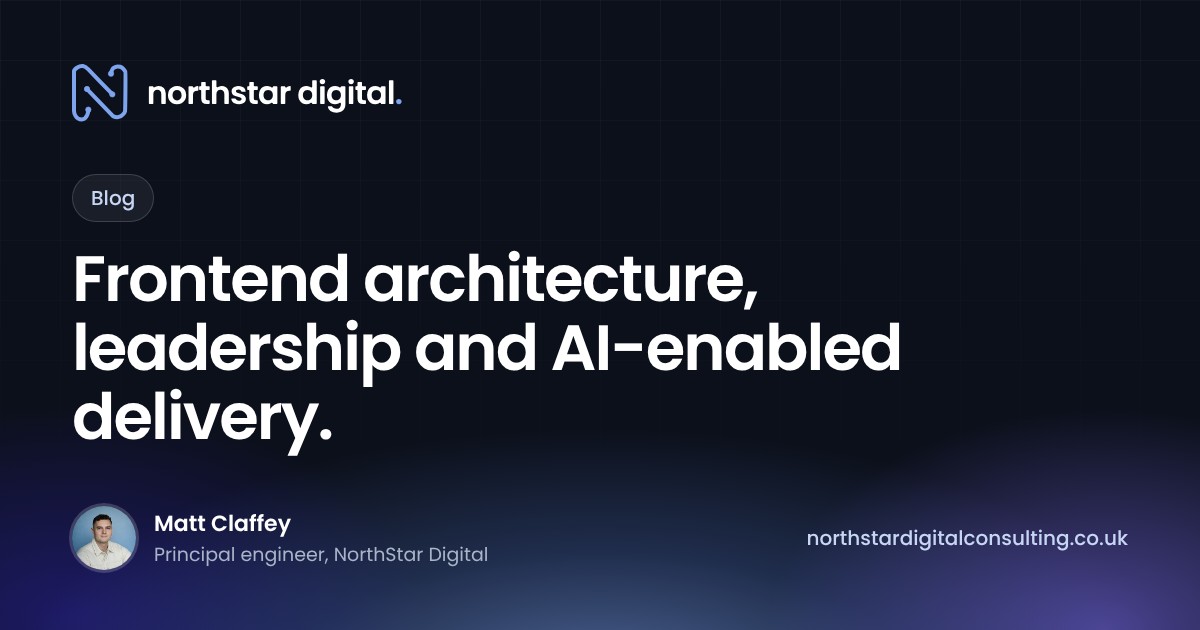 northstar digital.
Blog
Frontend architecture,
leadership and AI-enabled
delivery.
Matt Claffey
Principal engineer, NorthStar Digital
northstardigitalconsulting.co.uk